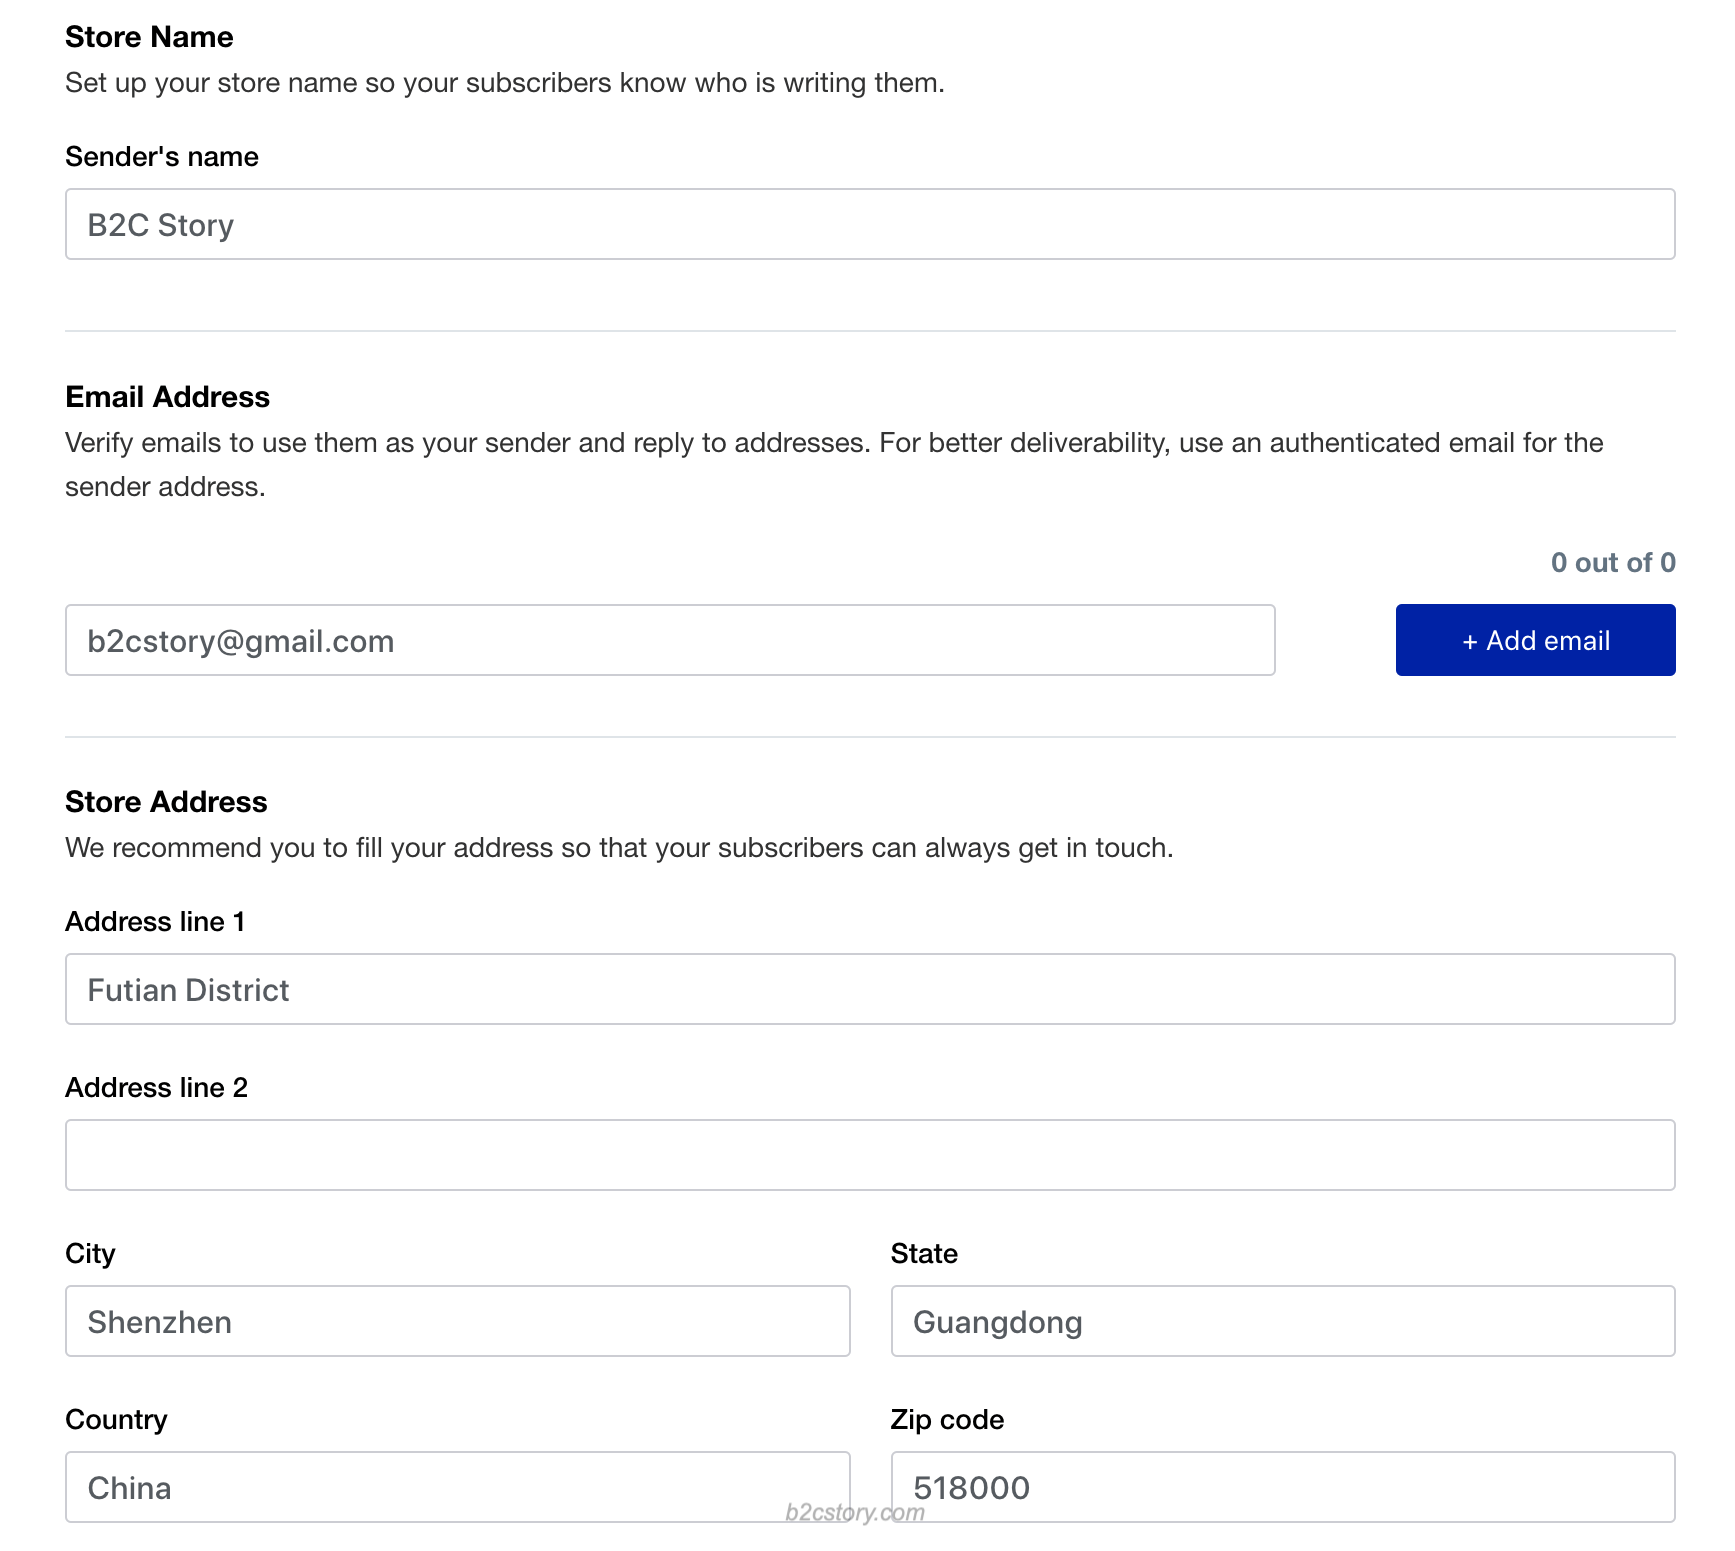 Store Name
Set up your store name so your subscribers know who is writing them.
Sender's name
B2C Story
Email Address
Verify emails to use them as your sender and reply to addresses. For better deliverability, use an authenticated email for the
sender address.
0 out of 0
b2cstory@gmail.com
+ Add email
Store Address
We recommend you to fill your address so that your subscribers can always get in touch.
Address line 1
Futian District
Address line 2
City
State
Shenzhen
Guangdong
Country
Zip code
China
518000
b2cstory.com